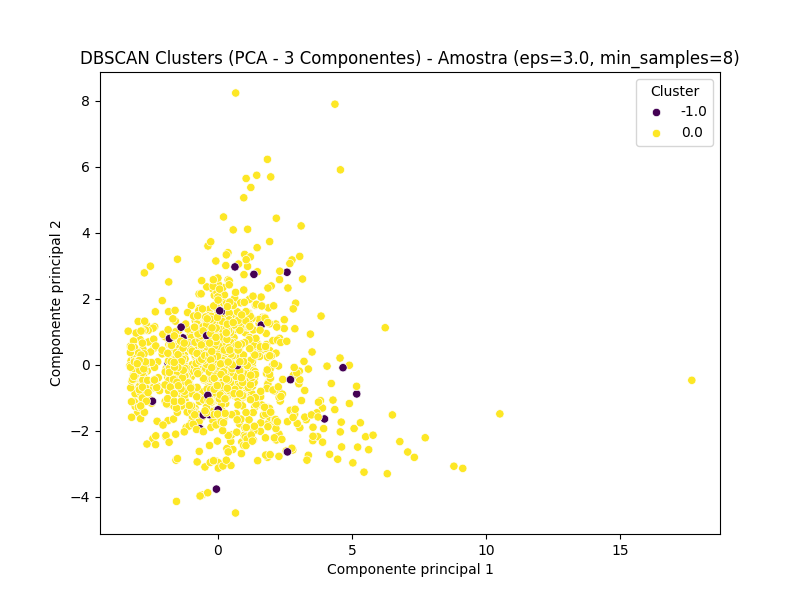 DBSCAN Clusters (PCA - 3 Componentes) - Amostra (eps=3.0, min_samples=8)
Cluster
-1.0
0.0
8
6
4
2
0
−2
−4
Componente principal 2
0 5 10 15
Componente principal 1